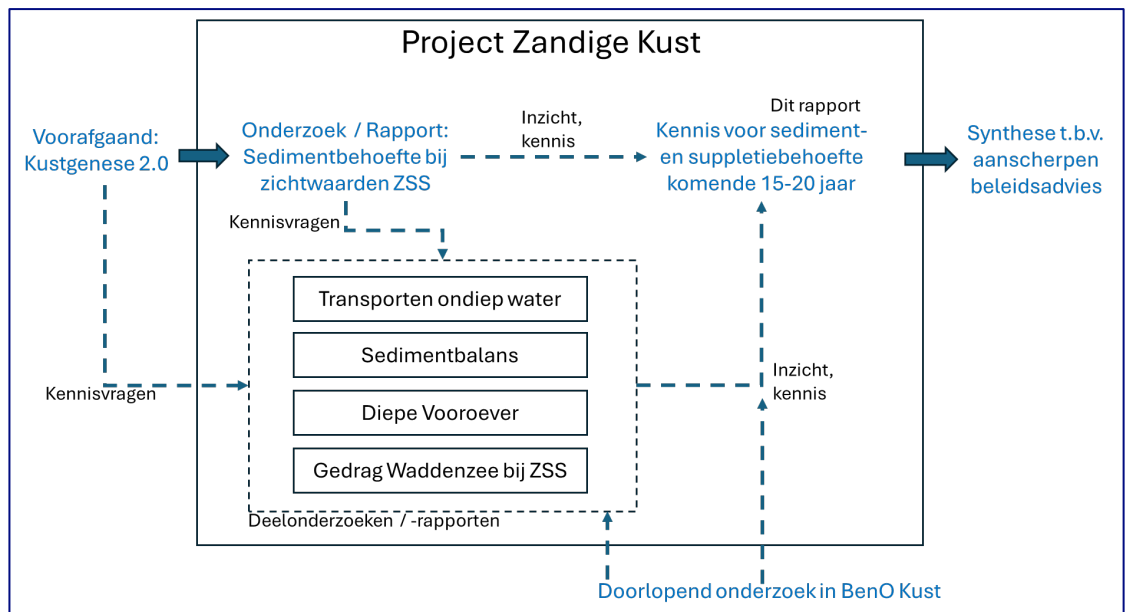 Project Zandige Kust
Voorafgaand:
Kustgenese 2.0
Onderzoek / Rapport:
Sedimentbehoefte bij
zichtwaarden ZSS
Inzicht,
kennis
Dit rapport
Kennis voor sediment-
en suppletiebehoefte
komende 15-20 jaar
Synthese t.b.v.
aanscherpen
beleidsadvies
Kennisvragen
Transporten ondiep water
Sedimentbalans
Diepe Vooroever
Gedrag Waddenzee bij ZSS
Deelonderzoeken / -rapporten
Kennisvragen
Inzicht,
kennis
Doorlopend onderzoek in BenO Kust